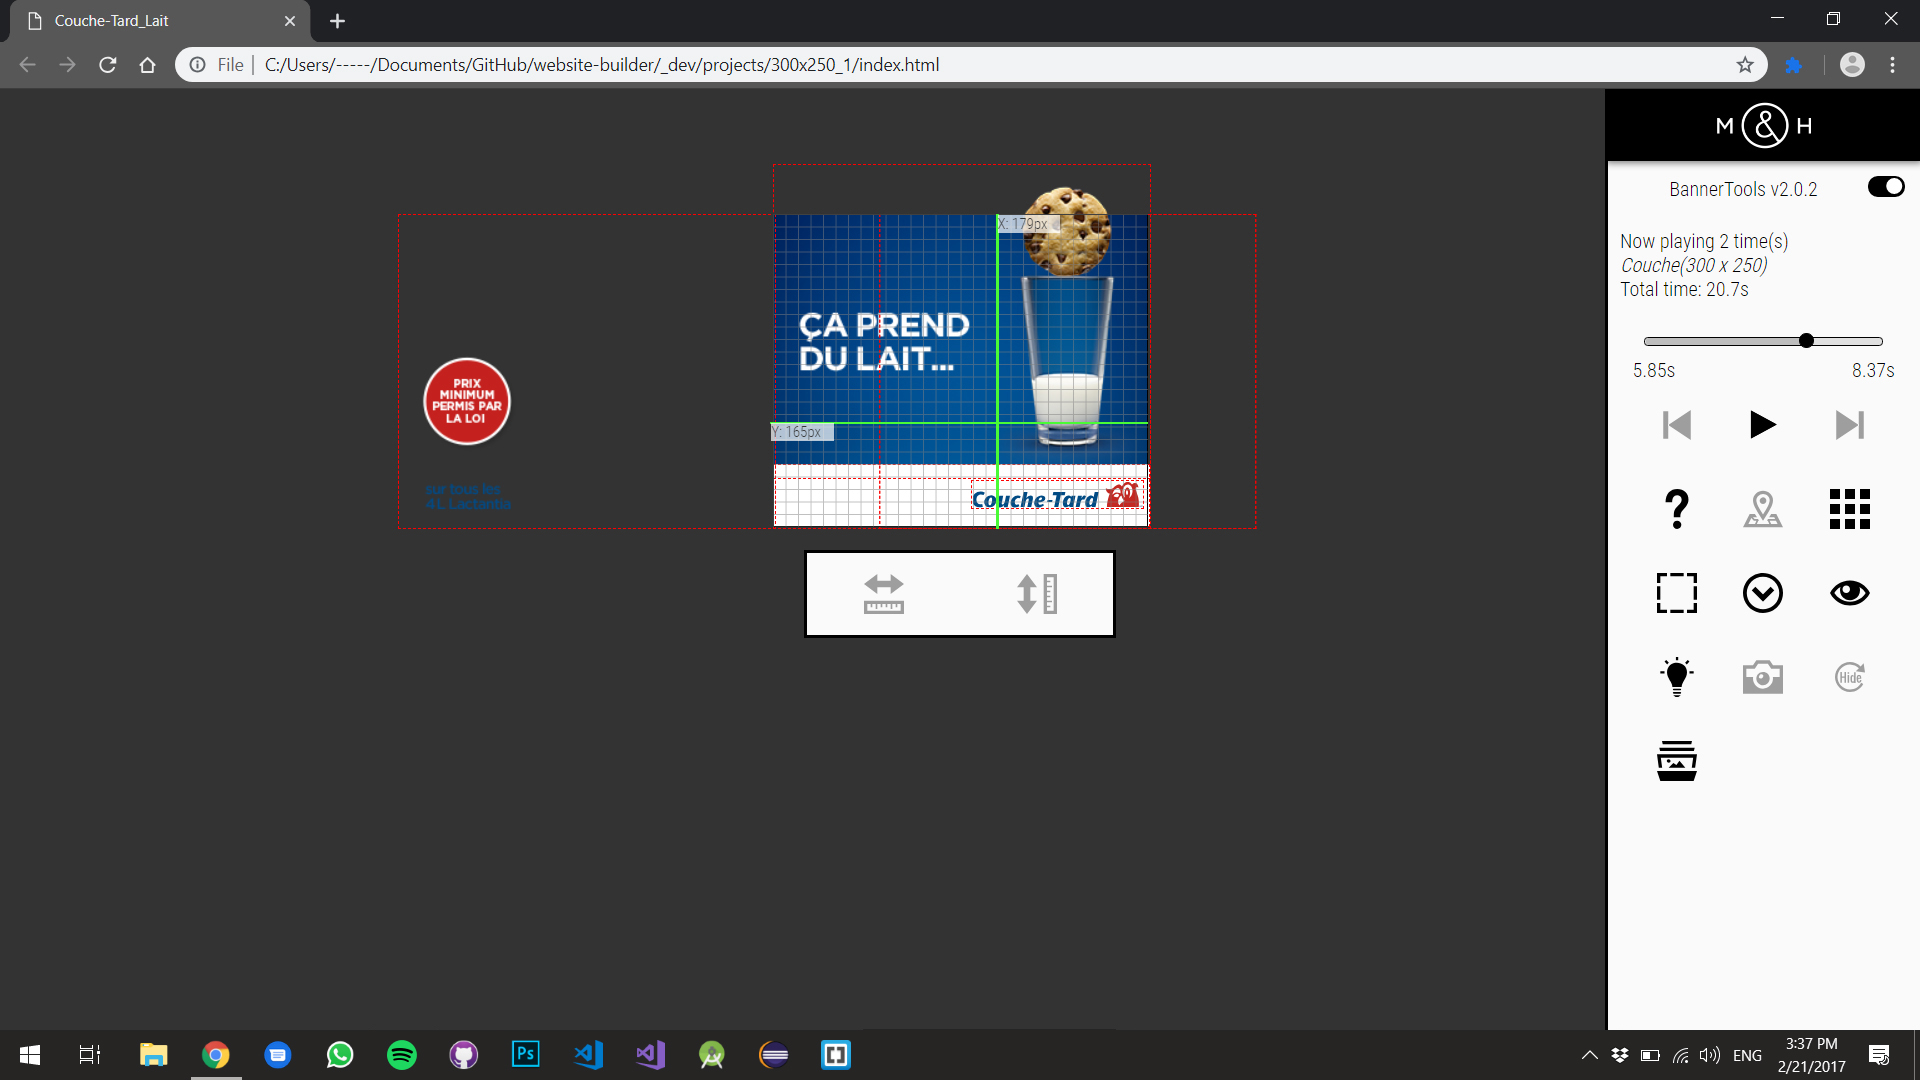 Couche-Tard_Lait
File
C:/Users/-----/Documents/GitHub/website-builder/_dev/projects/300x250_1/index.html
M & H
BannerTools v2.0.2
Now playing 2 time(s)
Couche(300 x 250)
Total time: 20.7s
5.85s
8.37s
?
Hide
X: 179px
ÇA PREND
DU LAIT...
Y: 165px
Couche-Tard
PRIX
MINIMUM
PERMIS PAR
LA LOI
sur tous les
4L Lactantia
Ps
ENG
3:37 PM
2/21/2017